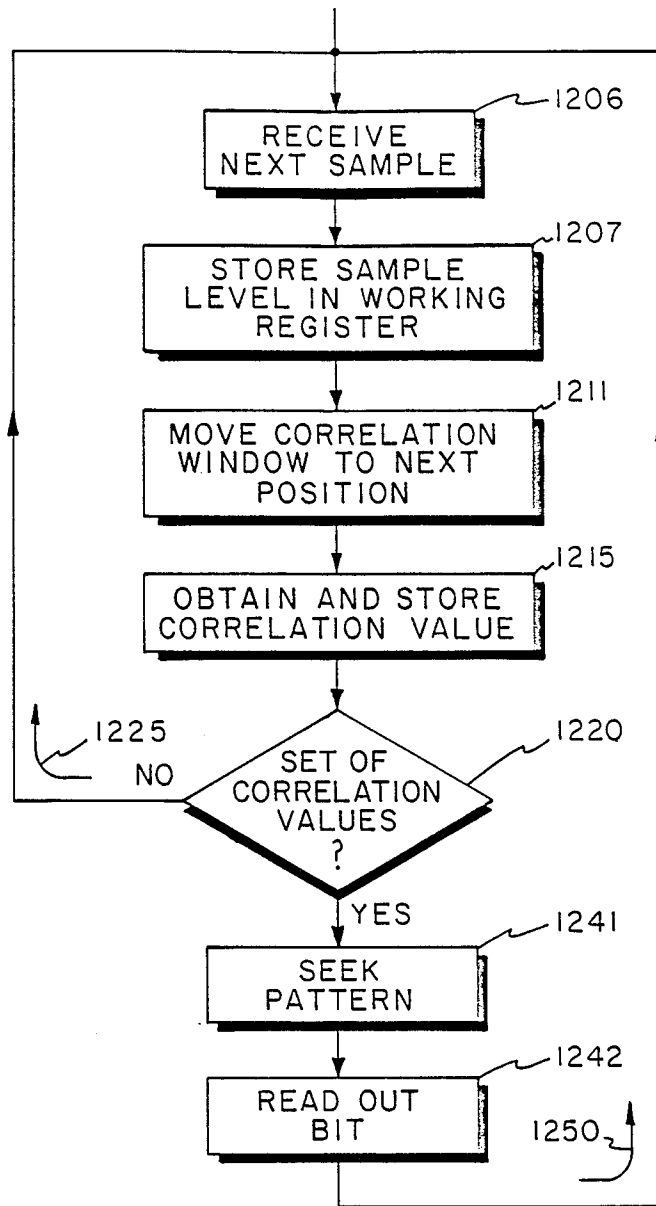 1206
RECEIVE
NEXT SAMPLE
1207
STORE SAMPLE
LEVEL IN WORKING
REGISTER
1211
MOVE CORRELATION
WINDOW TO NEXT
POSITION
1215
OBTAIN AND STORE
CORRELATION VALUE
1225
NO
1220
SET OF
CORRELATION
VALUES
?
YES
1241
SEEK
PATTERN
1242
READ OUT
BIT
1250